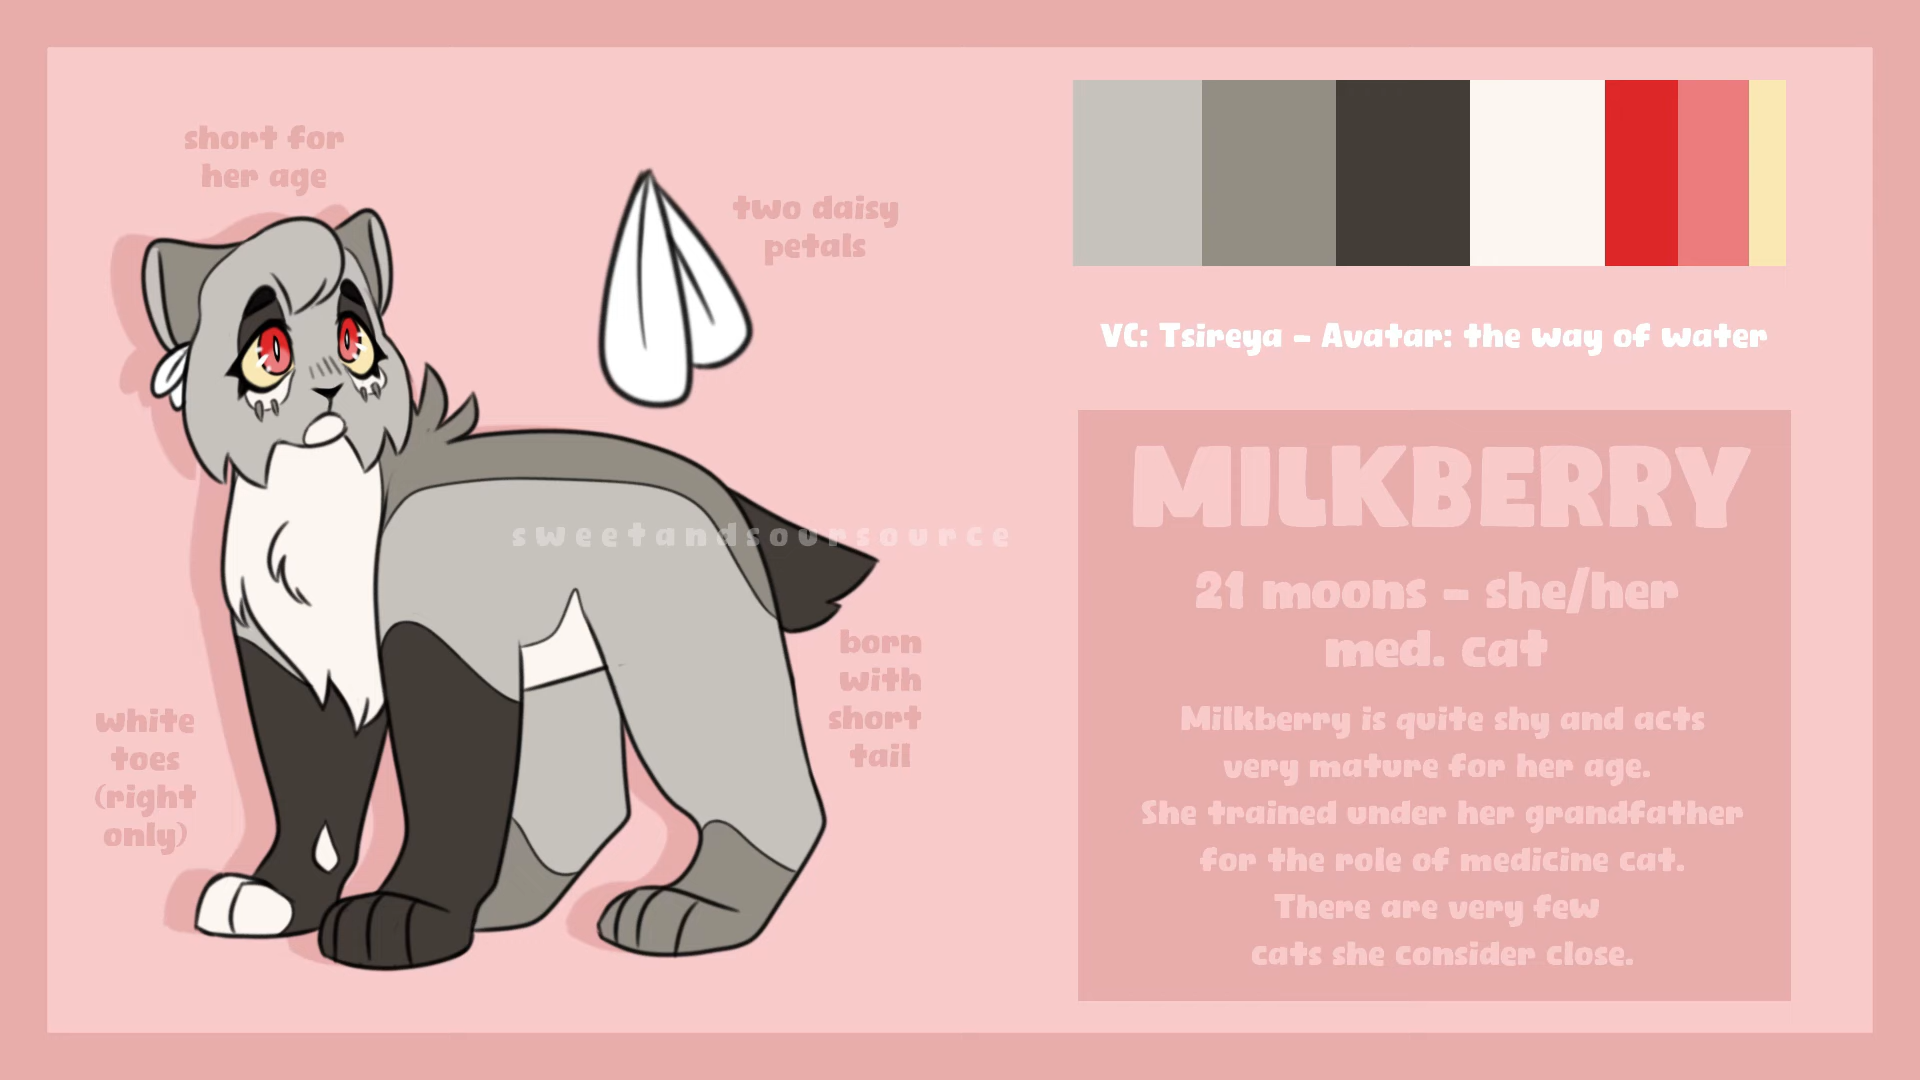 short for
her age
two daisy
petals
VC: Tsireya - Avatar: the way of water
MILKBERRY
21 moons - she/her
med. cat
Milkberry is quite shy and acts
very mature for her age.
She trained under her grandfather
for the role of medicine cat.
There are very few
cats she consider close.
sweetandsoursource
born
with
short
tail
white
toes
(right
only)